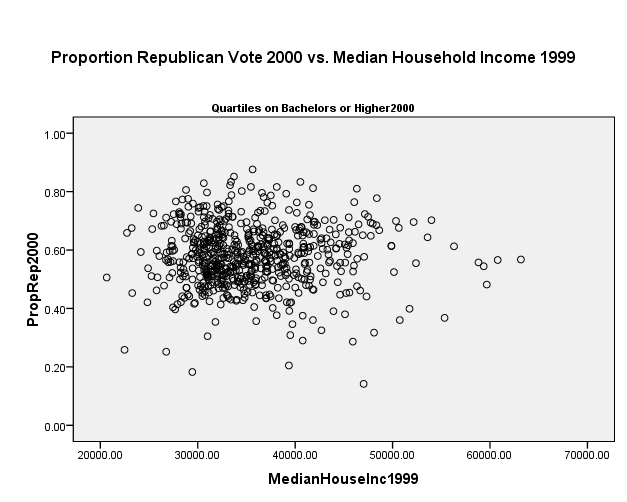 Proportion Republican Vote 2000 vs. Median Household Income 1999
Quartiles on Bachelors or Higher2000
1.00
0.80
0.60
0.40
0.20
0.00
PropRep2000
20000.00 30000.00 40000.00 50000.00 60000.00 70000.00
MedianHouseInc1999